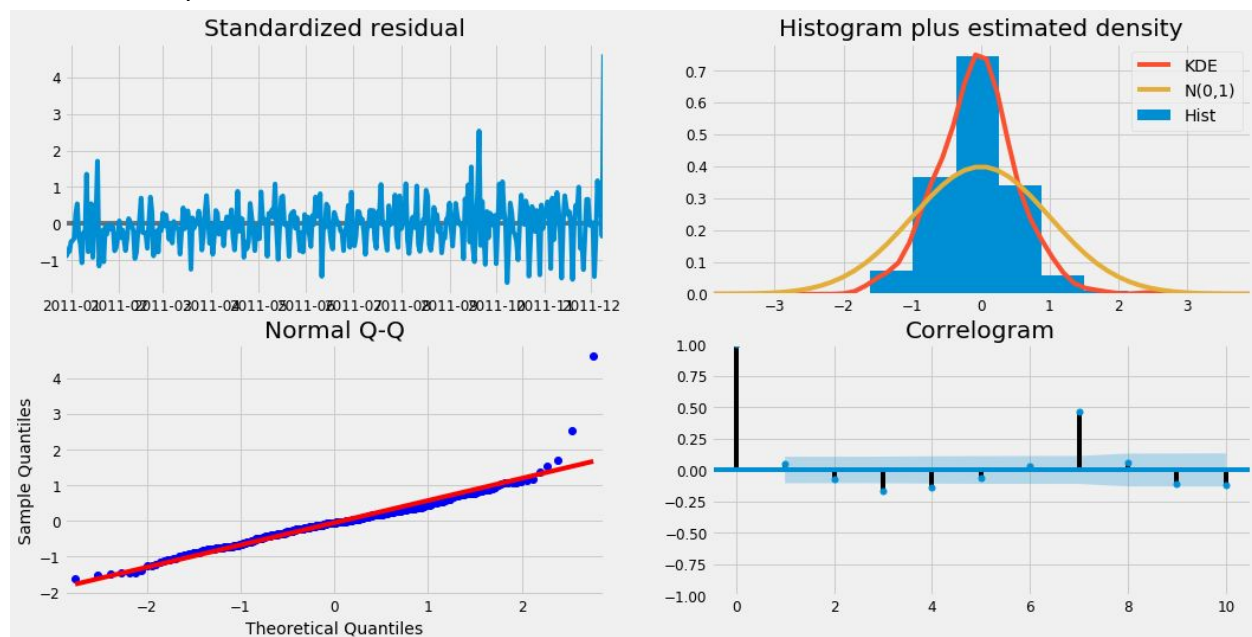 Standardized residual
4
3
2
1
0
−1
2011-01 2011-02 2011-03 2011-04 2011-05 2011-06 2011-07 2011-08 2011-09 2011-10 2011-11 2011-12
Histogram plus estimated density
KDE
N(0,1)
Hist
0.7
0.6
0.5
0.4
0.3
0.2
0.1
0.0
−3 −2 −1 0 1 2 3
Normal Q-Q
Sample Quantiles
4
3
2
1
0
−1
−2
−2 −1 0 1 2
Theoretical Quantiles
Correlogram
1.00
0.75
0.50
0.25
0.00
−0.25
−0.50
−0.75
−1.00
0 2 4 6 8 10